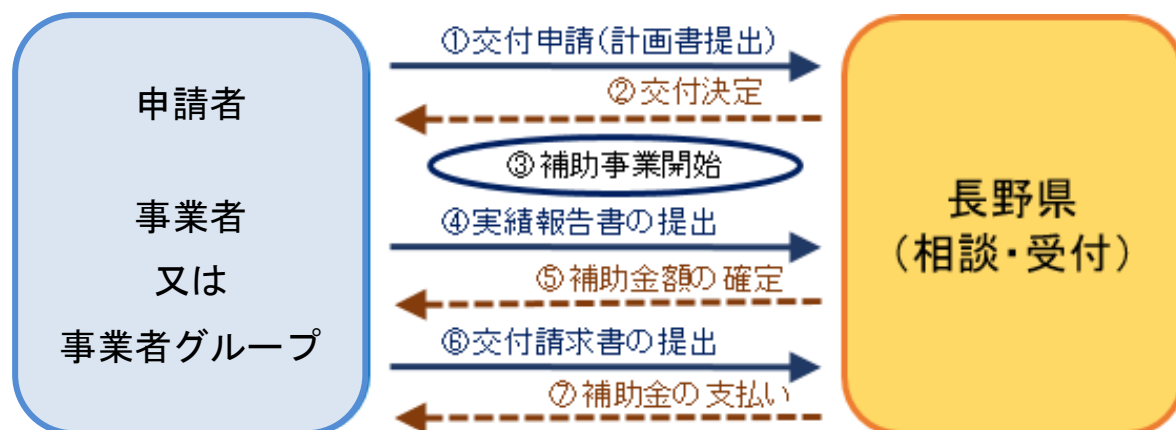 申請者
事業者
又は
事業者グループ
①交付申請(計画書提出)
②交付決定
③補助事業開始
④実績報告書の提出
⑤補助金額の確定
⑥交付請求書の提出
⑦補助金の支払い
長野県
(相談・受付)